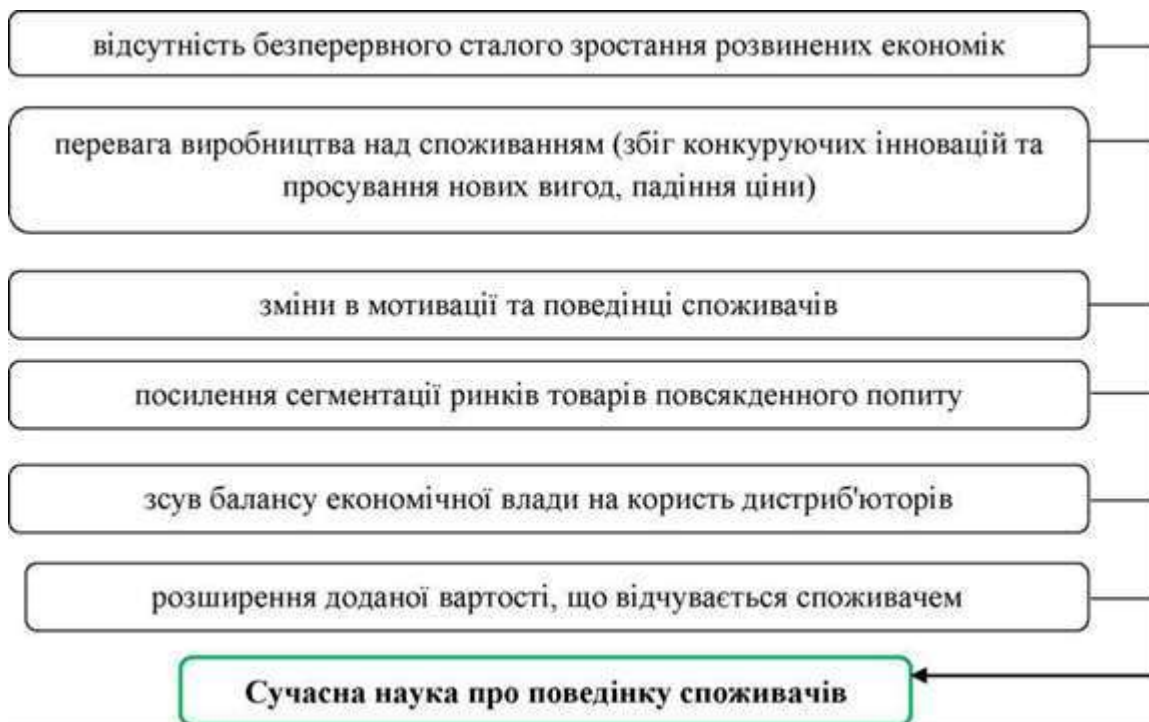 відсутність безперервного сталого зростання розвинених економік
перевага виробництва над споживанням (збіг конкуруючих інновацій та
просування нових вигод, падіння ціни)
зміни в мотивації та поведінці споживачів
посилення сегментації ринків товарів повсякденного попиту
зсув балансу економічної влади на користь дистриб'юторів
розширення доданої вартості, що відчувається споживачем
Сучасна наука про поведінку споживачів